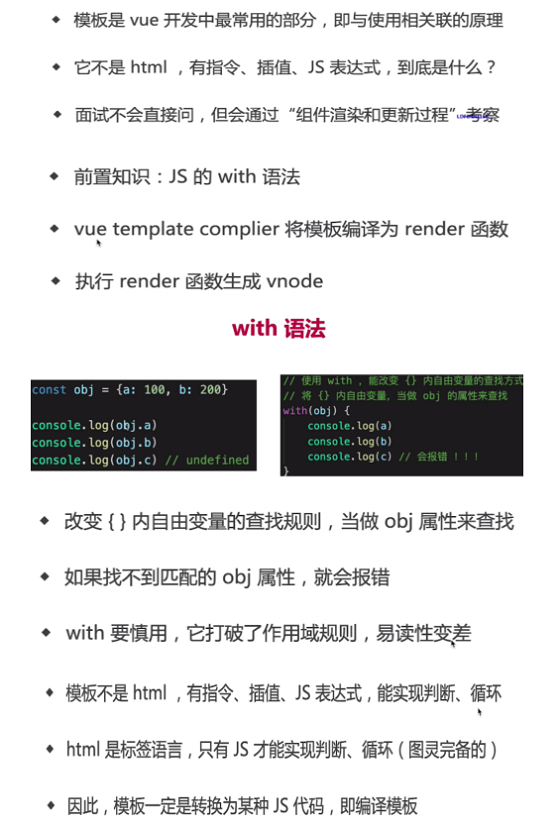 模板是 vue 开发中最常用的部分，即与使用相关联的原理
它不是 html ，有指令、插值、JS 表达式，到底是什么？
面试不会直接问，但会通过“组件渲染和更新过程”考察
前置知识：JS 的 with 语法
vue template complier 将模板编译为 render 函数
执行 render 函数生成 vnode
with 语法
const obj = {a: 100, b: 200}
console.log(obj.a)
console.log(obj.b)
console.log(obj.c) // undefined
// 使用 with ，能改变 {} 内自由变量的查找方式
// 将 {} 内自由变量，当做 obj 的属性来查找
with(obj) {
console.log(a)
console.log(b)
console.log(c) // 会报错 ！！！
}
改变 { } 内自由变量的查找规则，当做 obj 属性来查找
如果找不到匹配的 obj 属性，就会报错
with 要慎用，它打破了作用域规则，易读性变差
模板不是 html ，有指令、插值、JS 表达式，能实现判断、循环
html 是标签语言，只有 JS 才能实现判断、循环（图灵完备的）
因此，模板一定是转换为某种 JS 代码，即编译模板